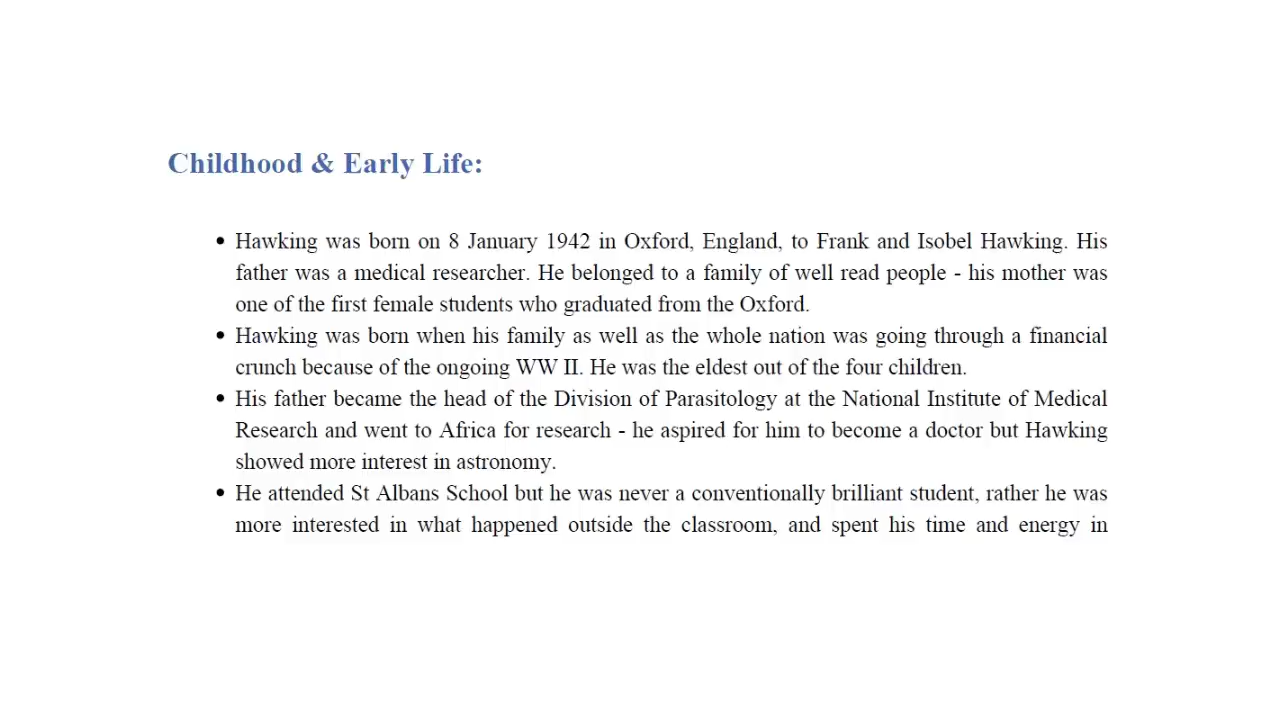 Childhood & Early Life:
• Hawking was born on 8 January 1942 in Oxford, England, to Frank and Isobel Hawking. His
father was a medical researcher. He belonged to a family of well read people - his mother was
one of the first female students who graduated from the Oxford.
• Hawking was born when his family as well as the whole nation was going through a financial
crunch because of the ongoing WW II. He was the eldest out of the four children.
• His father became the head of the Division of Parasitology at the National Institute of Medical
Research and went to Africa for research - he aspired for him to become a doctor but Hawking
showed more interest in astronomy.
• He attended St Albans School but he was never a conventionally brilliant student, rather he was
more interested in what happened outside the classroom, and spent his time and energy in